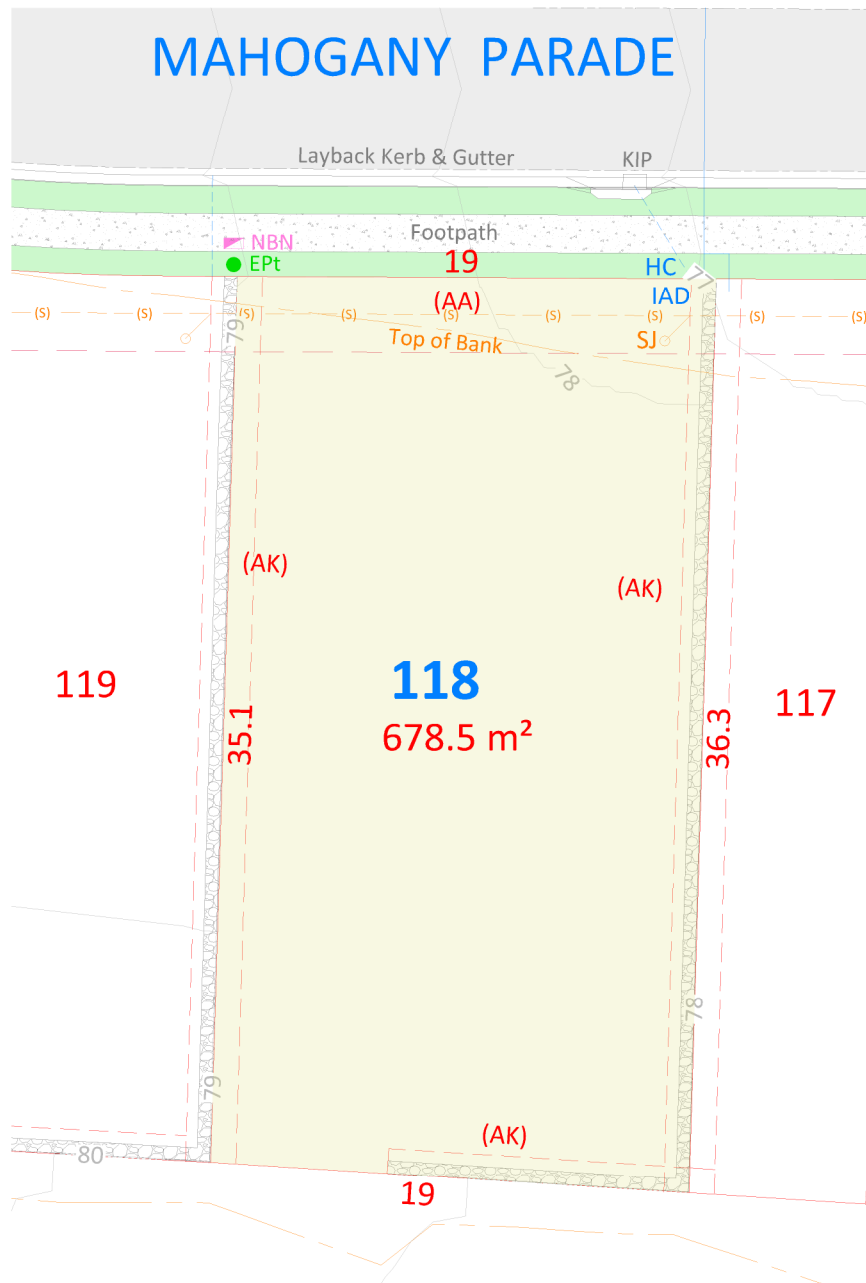 MAHOGANY PARADE
Layback Kerb & Gutter
KIP
Footpath
NBN
EPt
19
HC
77
IAD
(AA)
(S)
(S)
(S)
(S)
(S)
(S)
(S)
(S)
(S)
79
Top of Bank
SJ
78
(AK)
(AK)
118
119
117
678.5 m²
35.1
36.3
78
79
(AK)
80
19